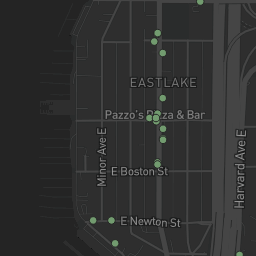 EASTLAKE
Pazzo's Pizza & Bar
Minor Ave E
Harvard Ave E
E Boston St
E Newton St